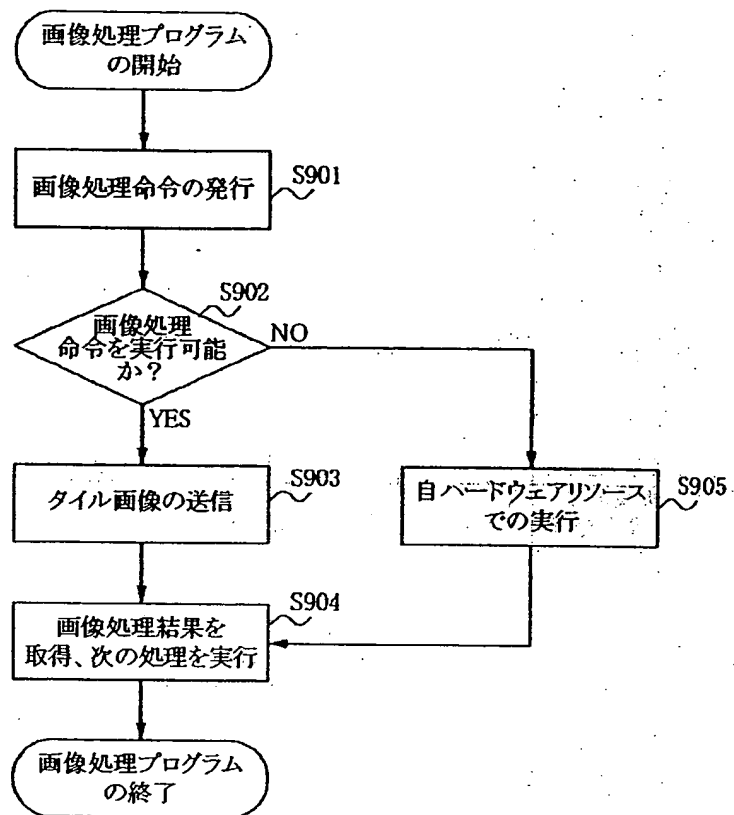 画像処理プログラム
の開始
画像処理命令の発行
S901
S902
画像処理
命令を実行可能
か？
NO
YES
タイル画像の送信
S903
自ハードウェアリソース
での実行
S905
画像処理結果を
取得、次の処理を実行
S904
画像処理プログラム
の終了